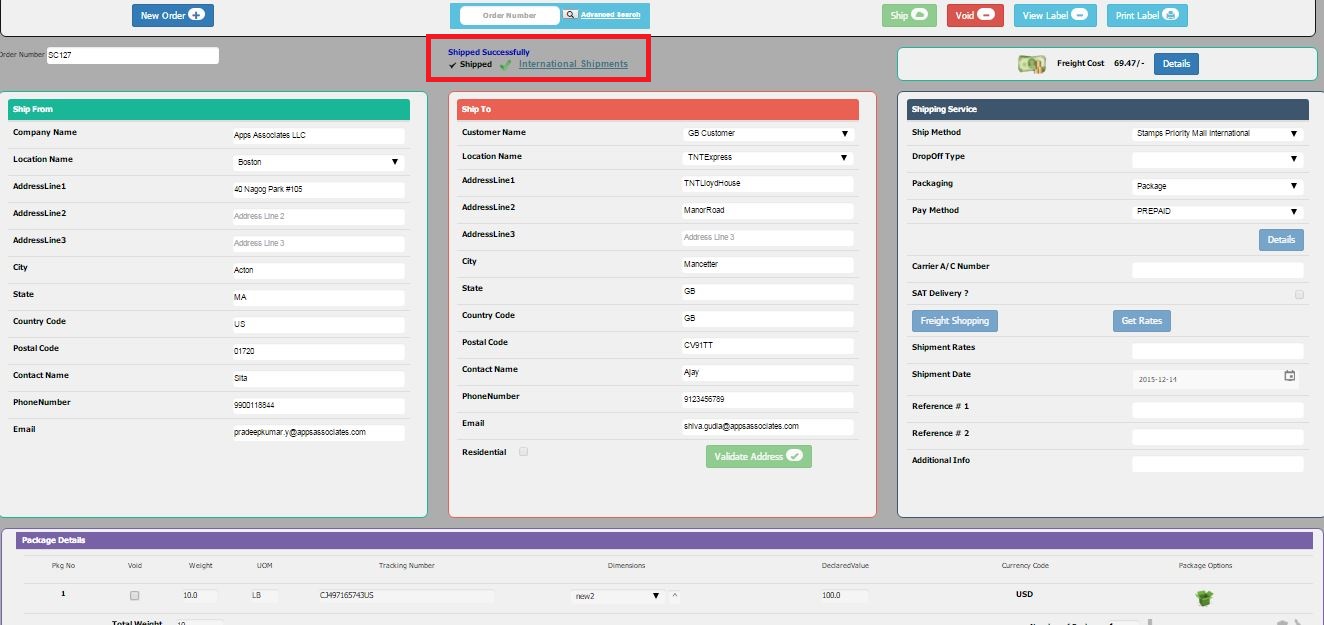 New Order
Order Number
Advanced Search
Ship
Void
View Label
Print Label
Order Number SC127
Shipped Successfully
Shipped International Shipments
Freight Cost 69.47/- Details
Ship From
Company Name Apps Associates LLC
Location Name Boston
AddressLine1 40 Nagog Park #105
AddressLine2 Address Line 2
AddressLine3 Address Line 3
City Acton
State MA
Country Code US
Postal Code 01720
Contact Name Sita
PhoneNumber 9900118844
Email pradeepkumar.y@appsassociates.com
Ship To
Customer Name GB Customer
Location Name TNTExpress
AddressLine1 TNTLloydHouse
AddressLine2 ManorRoad
AddressLine3 Address Line 3
City Mancetter
State GB
Country Code GB
Postal Code CV91TT
Contact Name Ajay
PhoneNumber 9123456789
Email shiva.gudla@appsassociates.com
Residential Validate Address
Shipping Service
Ship Method Stamps Priority Mail International
DropOff Type
Packaging Package
Pay Method PREPAID
Details
Carrier A/C Number
SAT Delivery ?
Freight Shopping Get Rates
Shipment Rates
Shipment Date 2015-12-14
Reference # 1
Reference # 2
Additional Info
Package Details
Pkg No Void Weight UOM Tracking Number Dimensions DeclaredValue Currency Code Package Options
1 10.0 LB CJ497165743US new2 100.0 USD
Total Weight 10